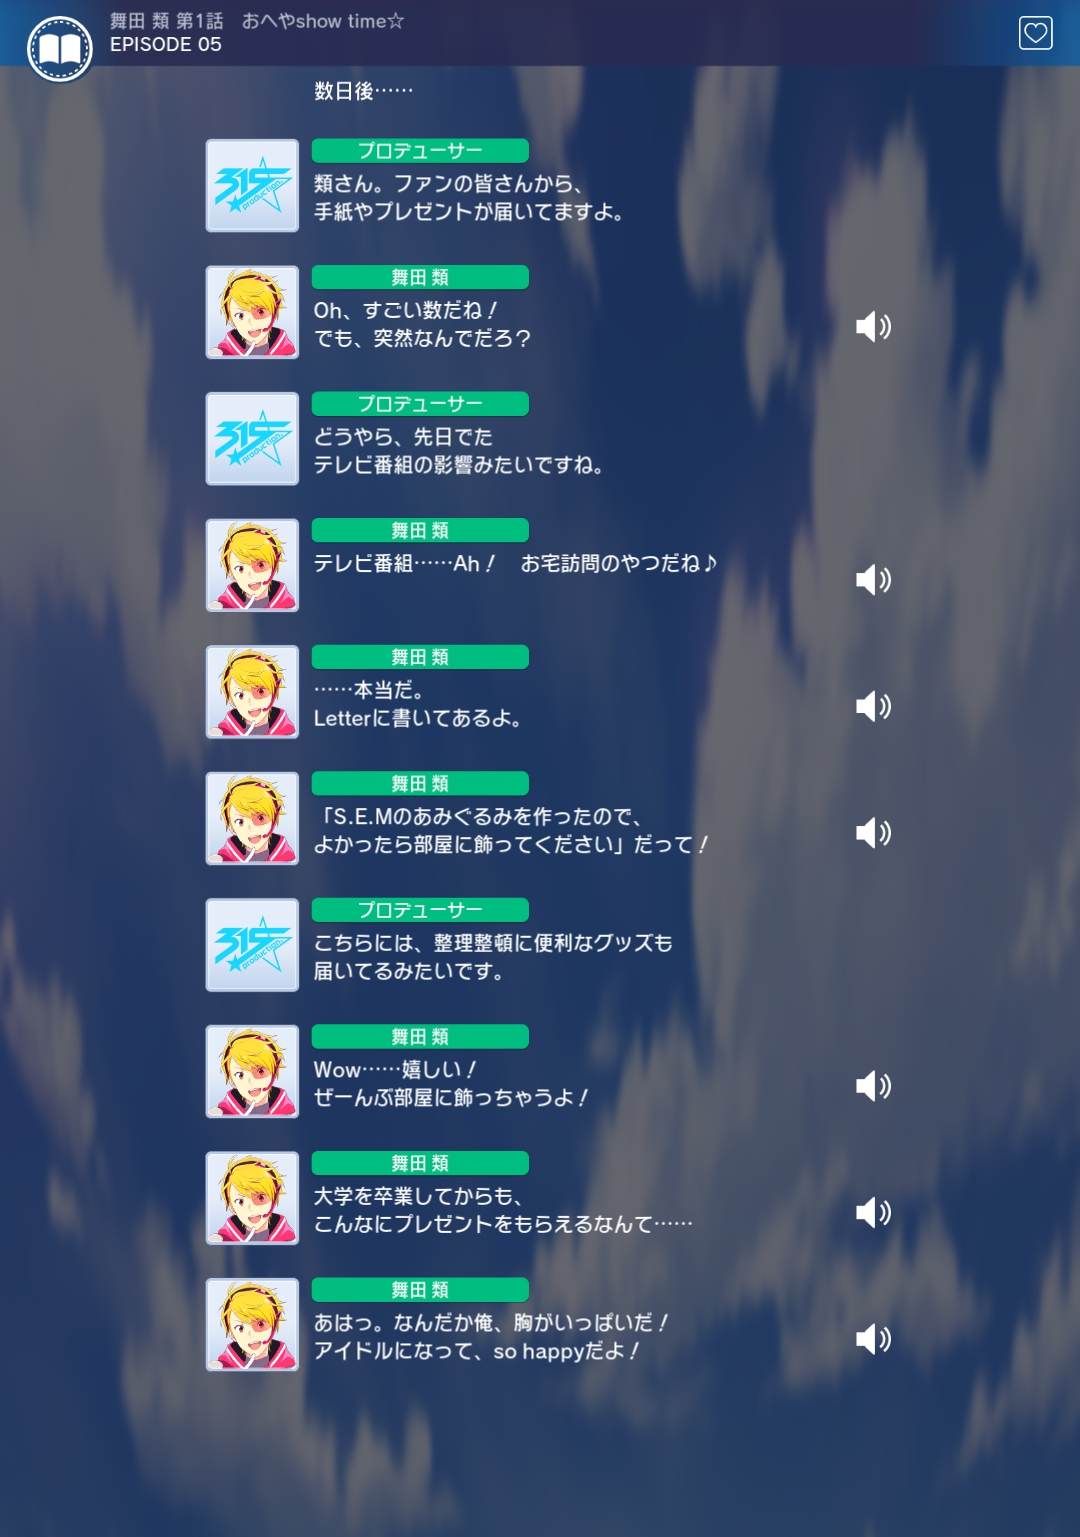 舞田 類 第1話　おへやshow time☆
EPISODE 05
数日後……
315 production
プロデューサー
類さん。ファンの皆さんから、
手紙やプレゼントが届いてますよ。
舞田 類
Oh、すごい数だね！
でも、突然なんでだろ？
315 production
プロデューサー
どうやら、先日でた
テレビ番組の影響みたいですね。
舞田 類
テレビ番組……Ah！　お宅訪問のやつだね♪
舞田 類
……本当だ。
Letterに書いてあるよ。
舞田 類
「S.E.Mのあみぐるみを作ったので、
よかったら部屋に飾ってください」だって！
315 production
プロデューサー
こちらには、整理整頓に便利なグッズも
届いてるみたいです。
舞田 類
Wow……嬉しい！
ぜーんぶ部屋に飾っちゃうよ！
舞田 類
大学を卒業してからも、
こんなにプレゼントをもらえるなんて……
舞田 類
あはっ。なんだか俺、胸がいっぱいだ！
アイドルになって、so happyだよ！